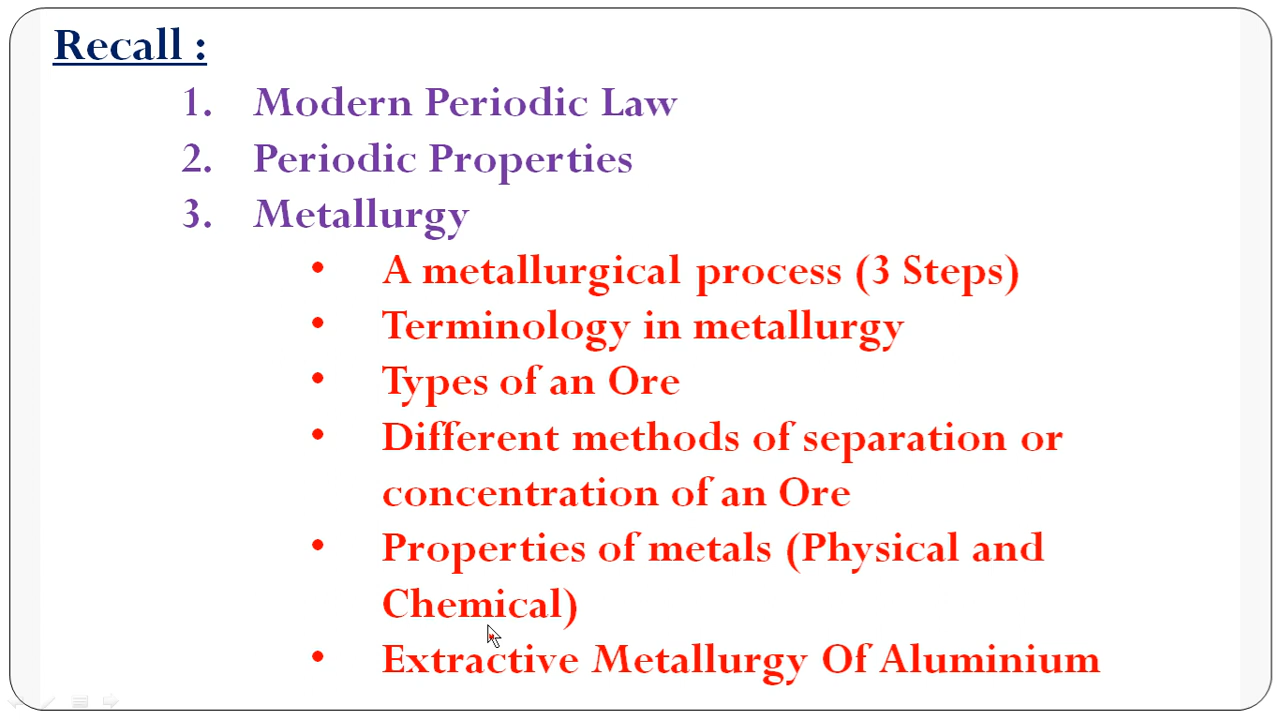 Recall :
1. Modern Periodic Law
2. Periodic Properties
3. Metallurgy
• A metallurgical process (3 Steps)
• Terminology in metallurgy
• Types of an Ore
• Different methods of separation or
concentration of an Ore
• Properties of metals (Physical and
Chemical)
• Extractive Metallurgy Of Aluminium